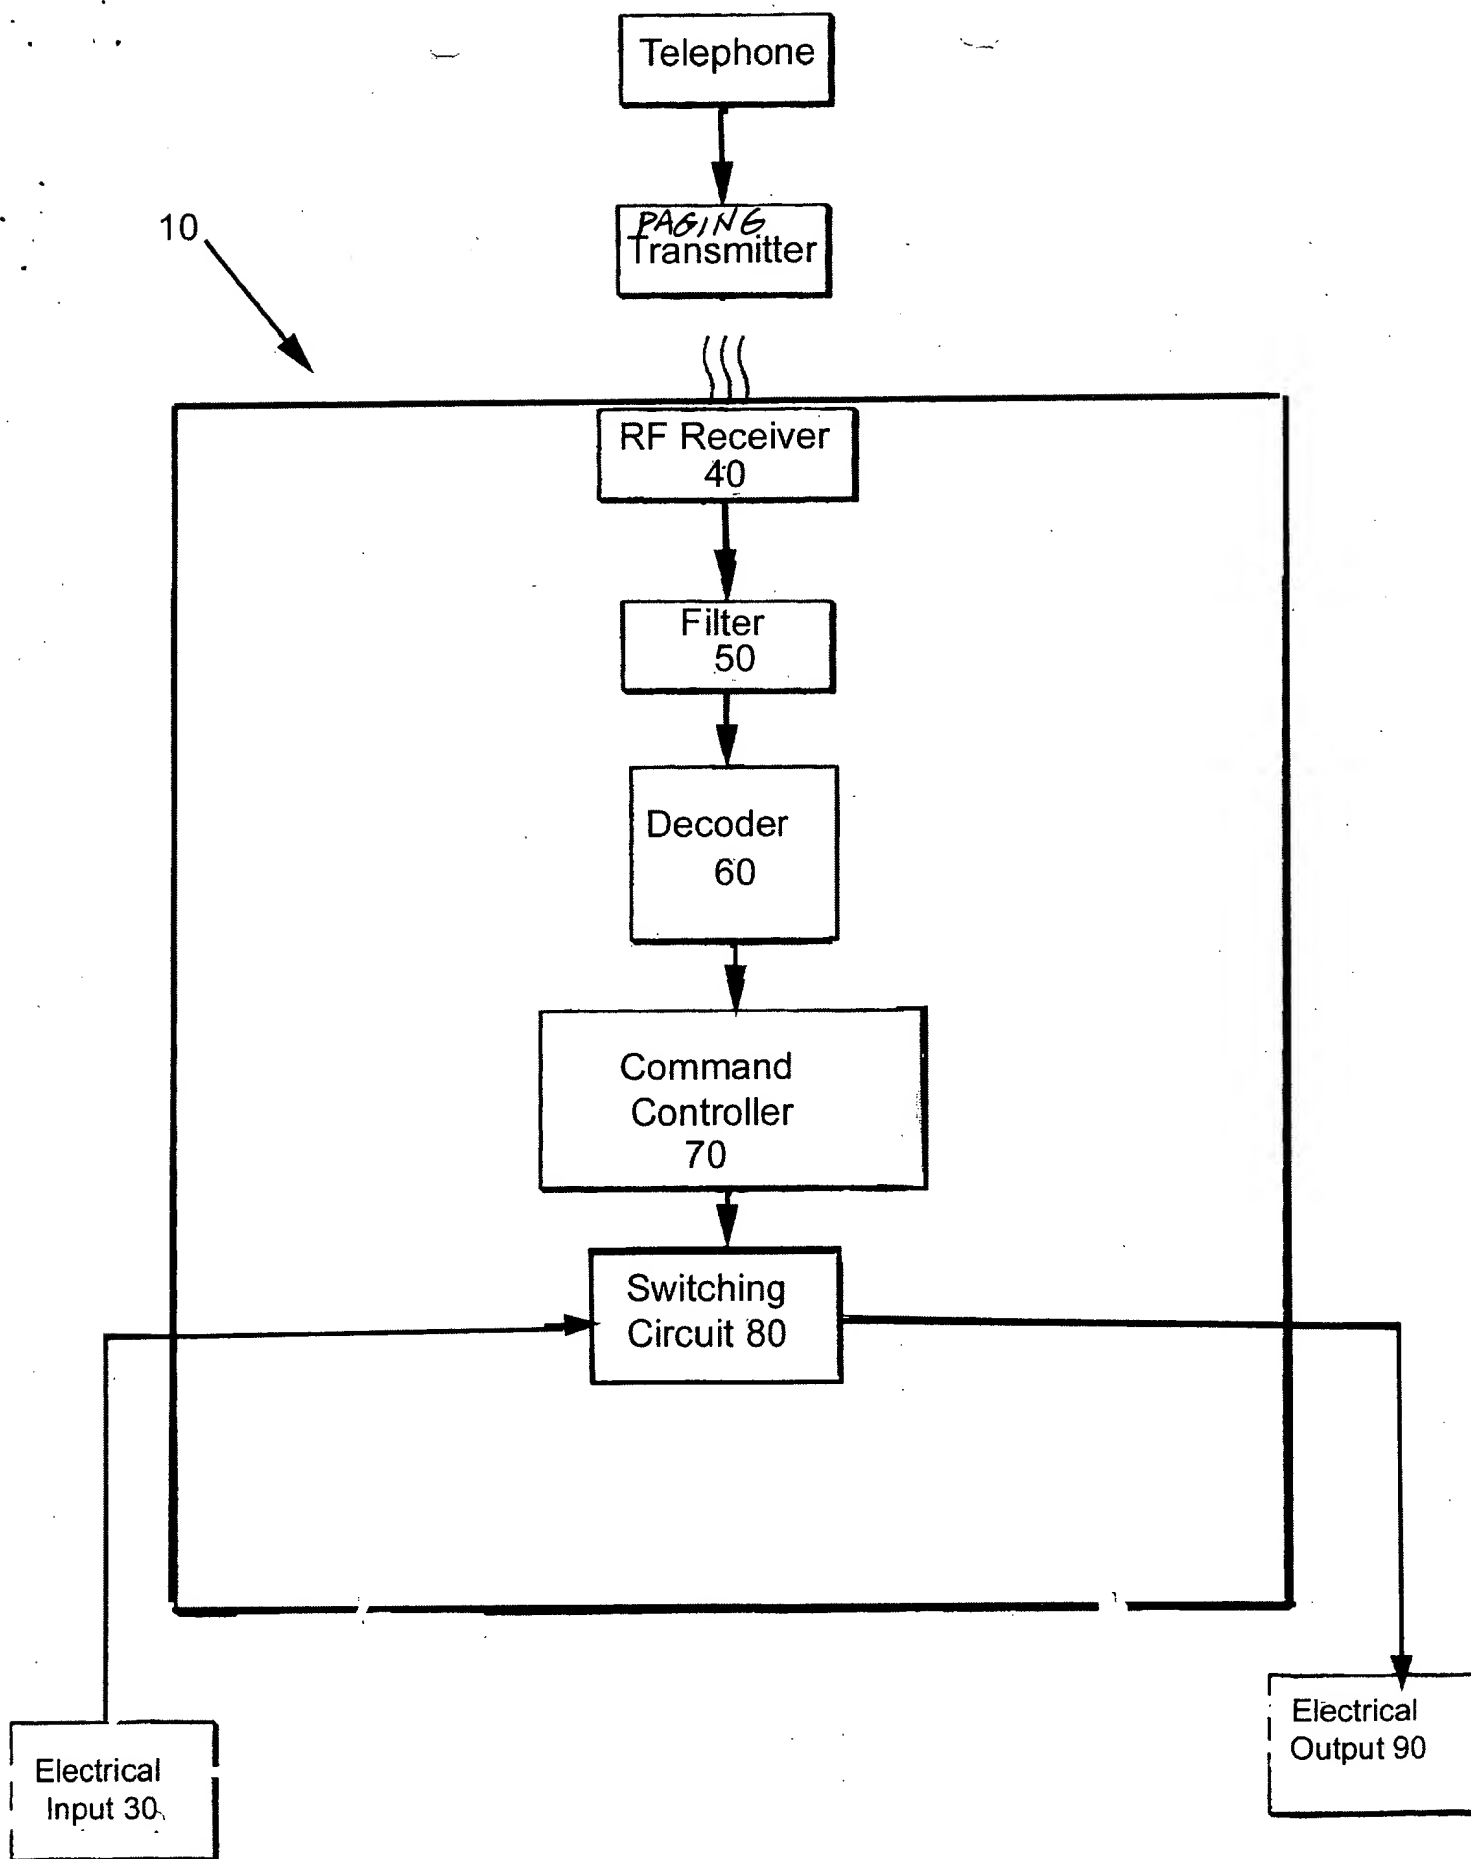 Telephone
PAGING
Transmitter
10
RF Receiver
40
Filter
50
Decoder
60
Command
Controller
70
Switching
Circuit 80
Electrical
Output 90
Electrical
Input 30